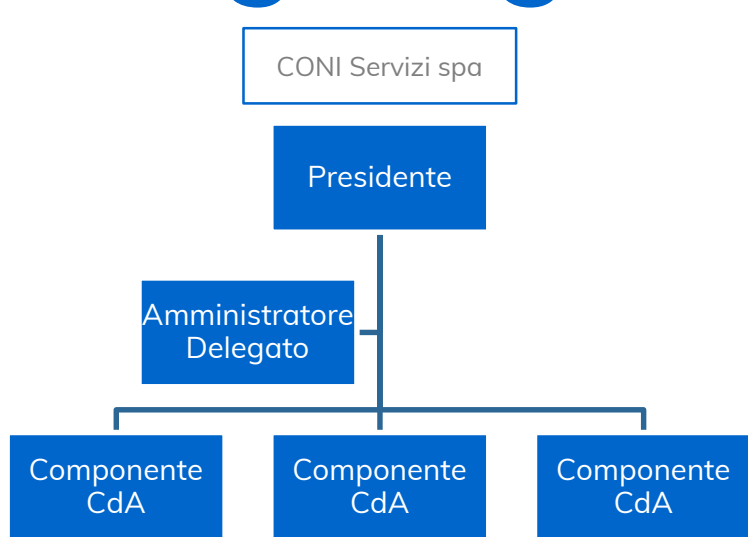 CONI Servizi spa
Presidente
Amministratore
Delegato
Componente
CdA
Componente
CdA
Componente
CdA